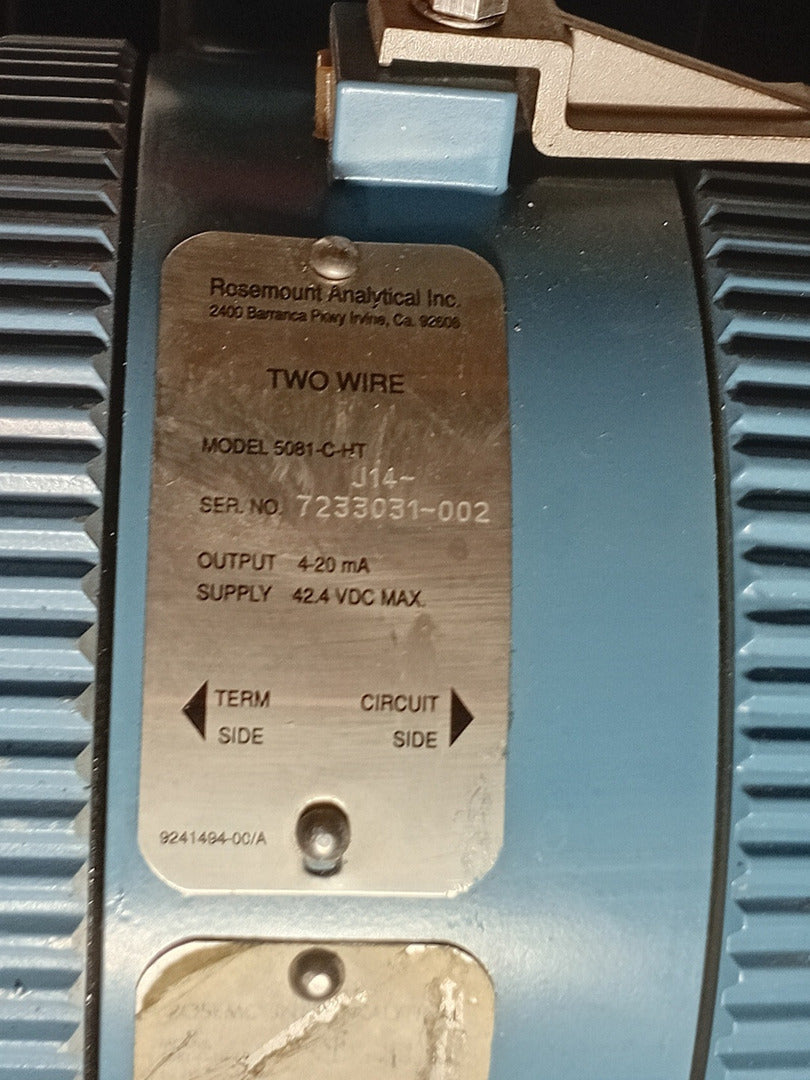 Rosemount Analytical Inc.
2400 Barranca Pkwy Irvine, Ca. 92606
TWO WIRE
MODEL 5081-C-HT
J14-
SER. NO. 7233031-002
OUTPUT 4-20 mA
SUPPLY 42.4 VDC MAX.
TERM SIDE
CIRCUIT SIDE
9241494-00/A